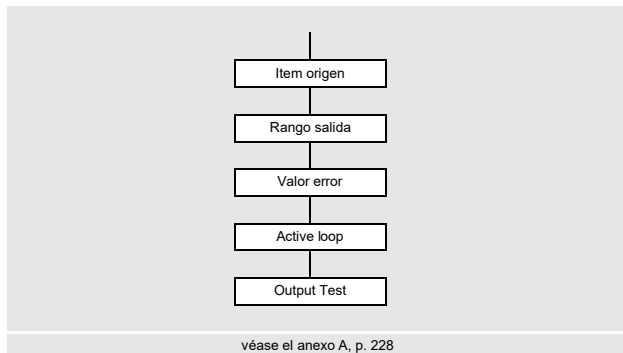 Item origen
Rango salida
Valor error
Active loop
Output Test
véase el anexo A, p. 228